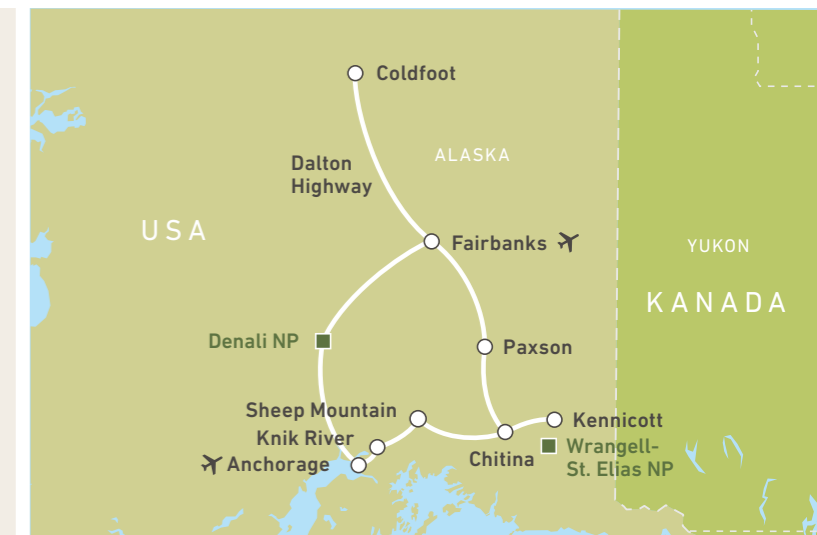 Coldfoot
ALASKA
Dalton
Highway
USA
Fairbanks
YUKON
KANADA
Denali NP
Paxson
Sheep Mountain
Kennicott
Knik River
Wrangell-
St. Elias NP
Chitina
Anchorage